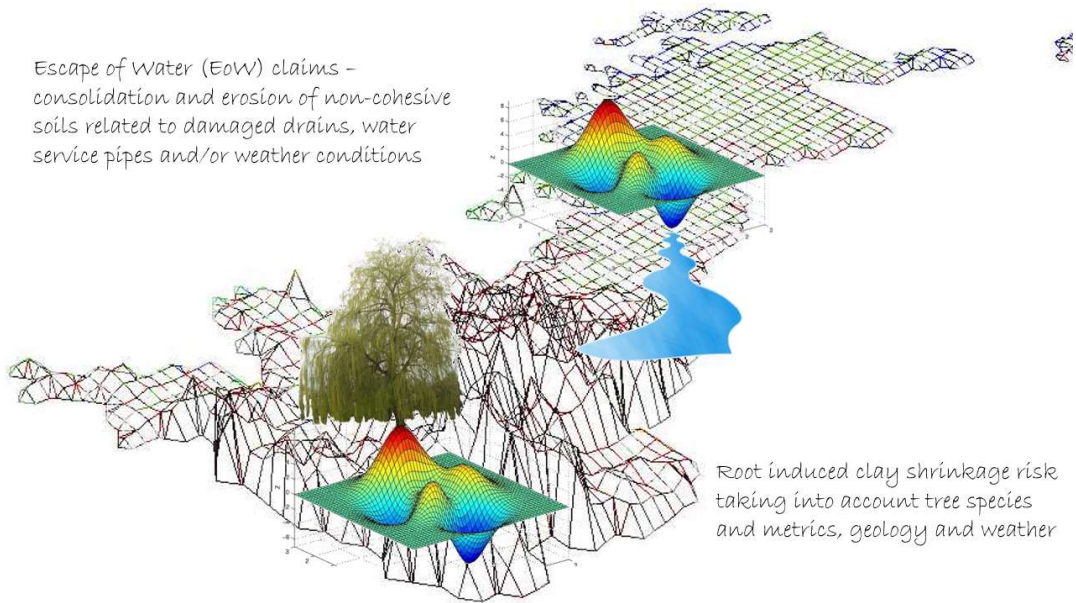 Escape of Water (EoW) claims –
consolidation and erosion of non-cohesive
soils related to damaged drains, water
service pipes and/or weather conditions
Root induced clay shrinkage risk
taking into account tree species
and metrics, geology and weather